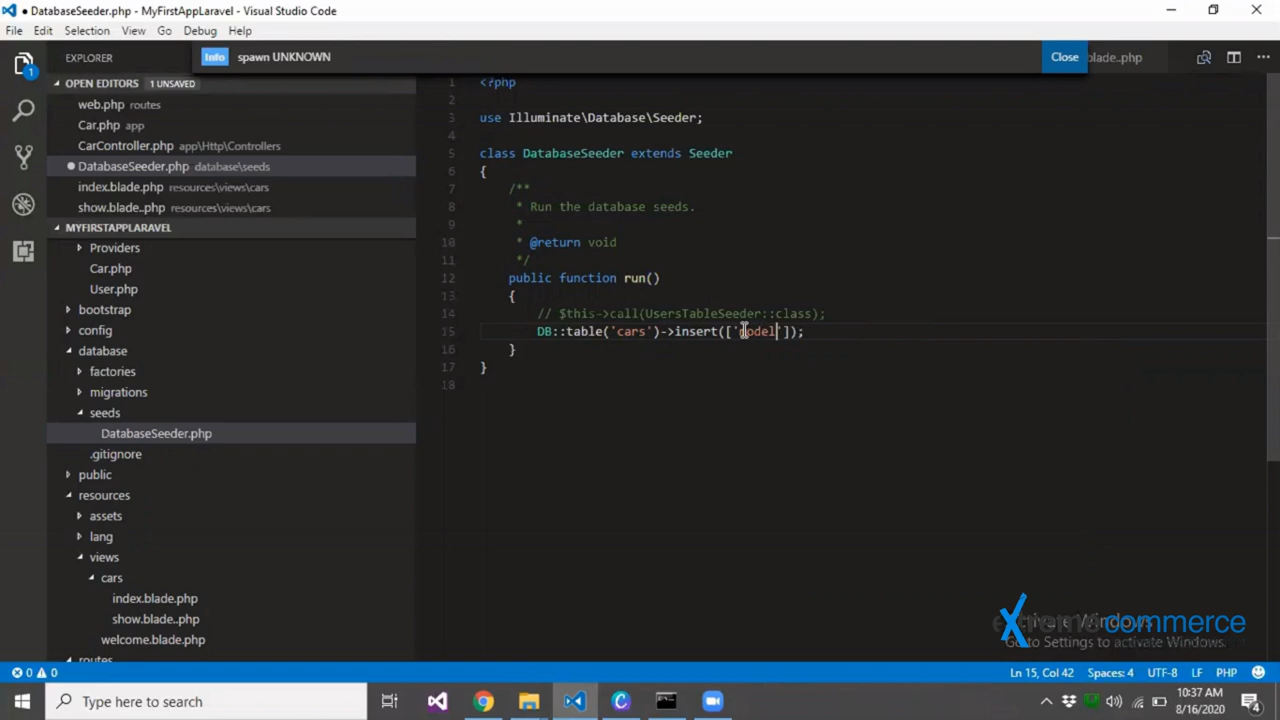 DatabaseSeeder.php - MyFirstAppLaravel - Visual Studio Code
File Edit Selection View Go Debug Help
EXPLORER
Info spawn UNKNOWN Close blade..php
OPEN EDITORS 1 UNSAVED
web.php routes
Car.php app
CarController.php app\Http\Controllers
DatabaseSeeder.php database\seeds
index.blade.php resources\views\cars
show.blade..php resources\views\cars
MYFIRSTAPPLARAVEL
Providers
Car.php
User.php
bootstrap
config
database
factories
migrations
seeds
DatabaseSeeder.php
.gitignore
public
resources
assets
lang
views
cars
index.blade.php
show.blade..php
welcome.blade.php
routes
1 <?php
2
3 use Illuminate\Database\Seeder;
4
5 class DatabaseSeeder extends Seeder
6 {
7 /**
8 * Run the database seeds.
9 *
10 * @return void
11 */
12 public function run()
13 {
14 // $this->call(UsersTableSeeder::class);
15 DB::table('cars')->insert(['model']);
16 }
17 }
18
Activate Windows
Go to Settings to activate Windows.
extreme commerce
0 0 Ln 15, Col 42 Spaces: 4 UTF-8 LF PHP
Type here to search
10:37 AM
8/16/2020
4